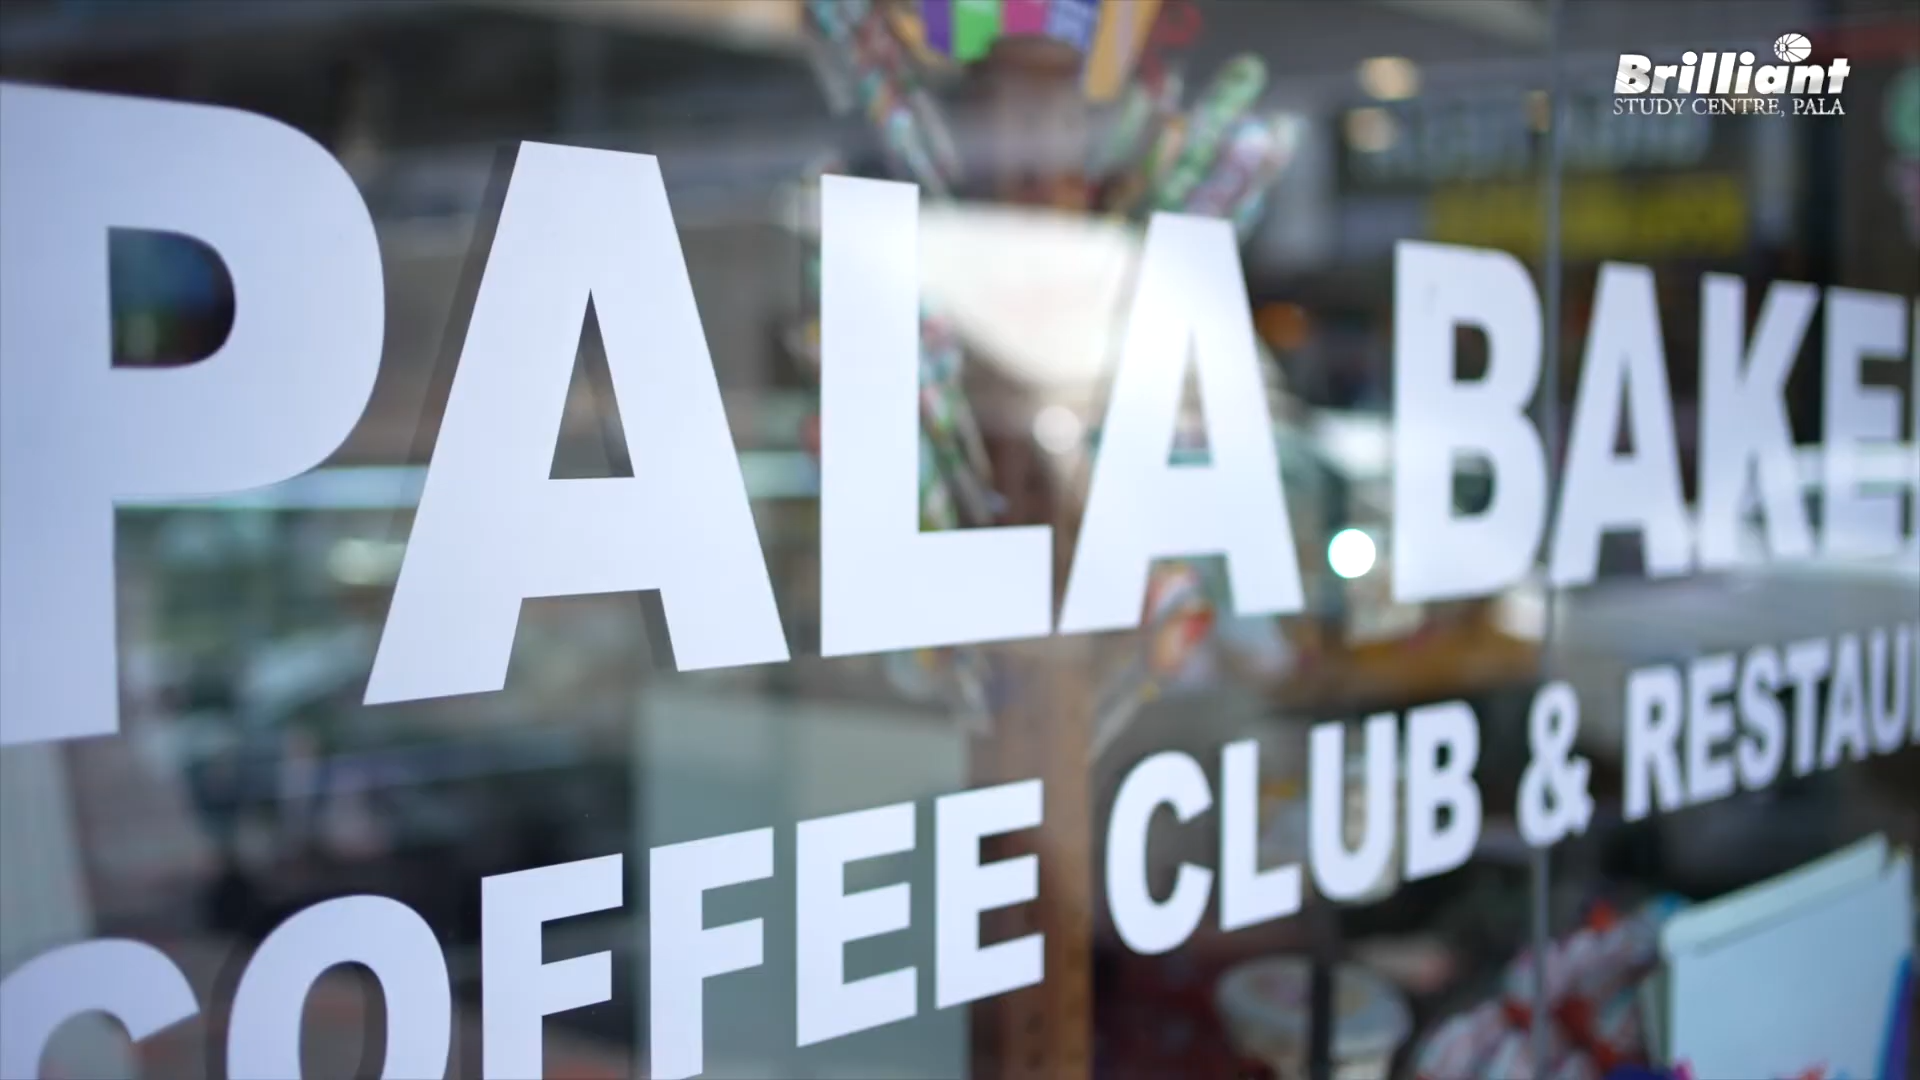 Brilliant
STUDY CENTRE, PALA
PALA BAKE
COFFEE CLUB & RESTAU